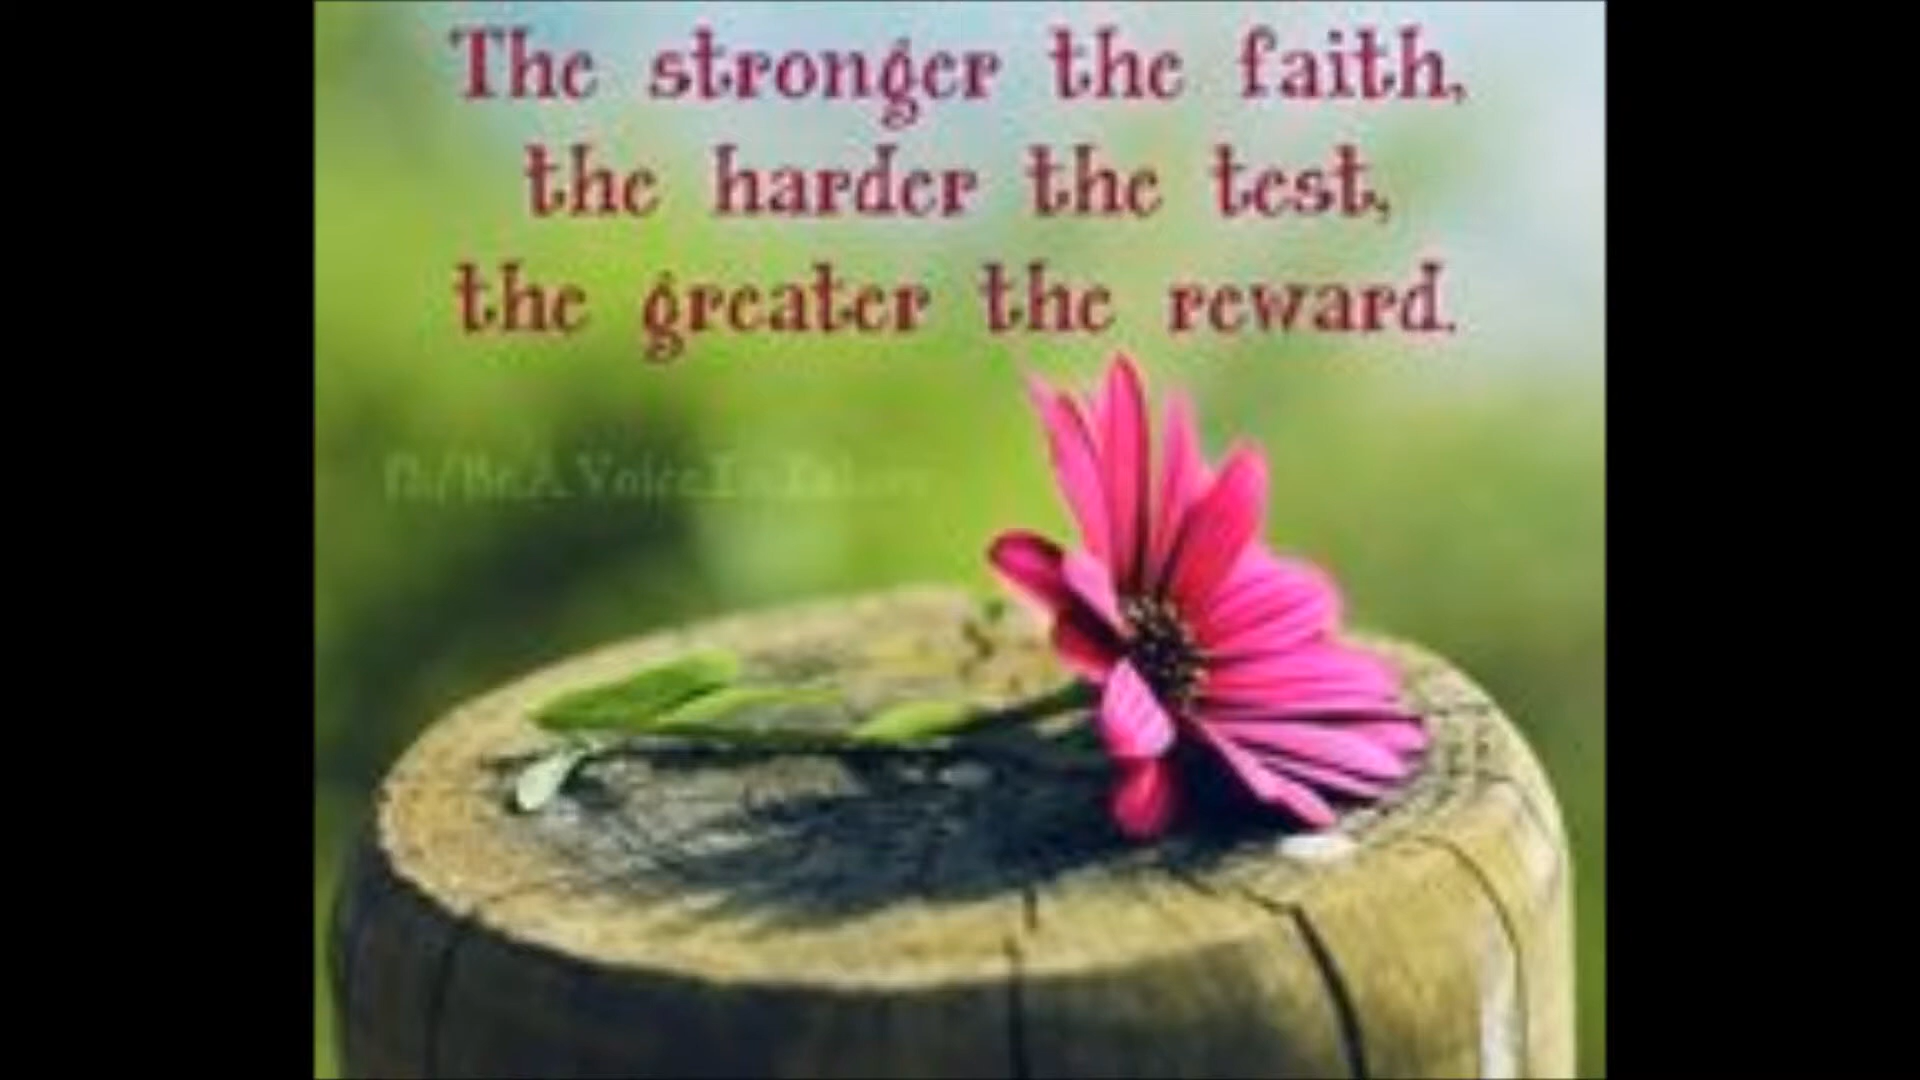 The stronger the faith,
the harder the test,
the greater the reward.